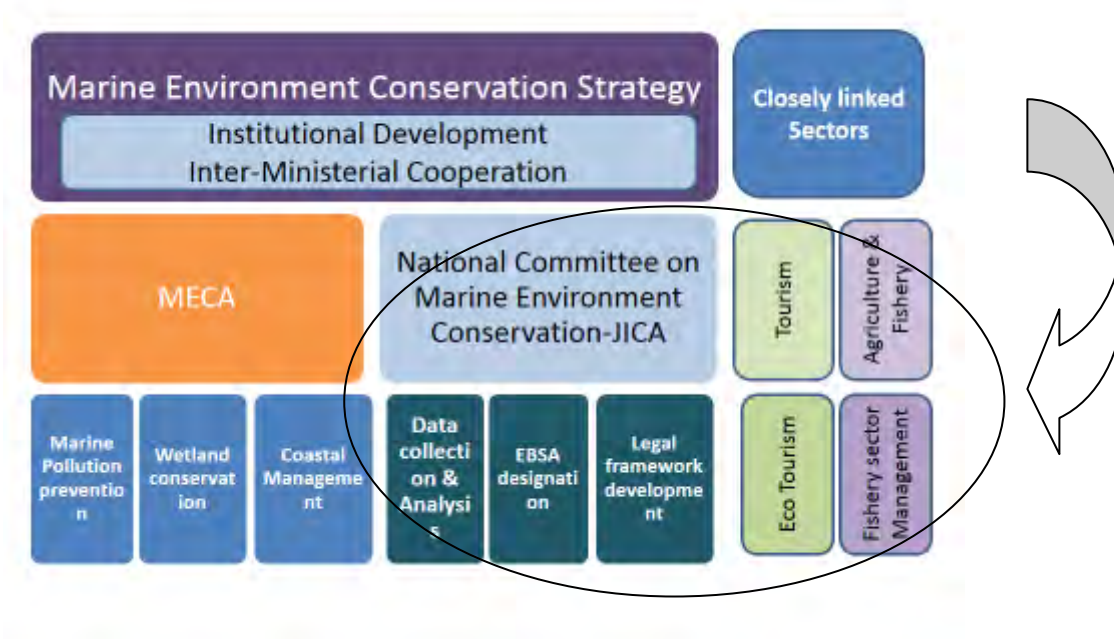 Marine Environment Conservation Strategy
Institutional Development
Inter-Ministerial Cooperation
Closely linked
Sectors
MECA
National Committee on
Marine Environment
Conservation-JICA
Tourism
Agriculture &
Fishery
Marine
Pollution
preventio
n
Wetland
conservat
ion
Coastal
Manageme
nt
Data
collecti
on &
Analysi
s
EBSA
designati
on
Legal
framework
developme
nt
Eco Tourism
Fishery sector
Management